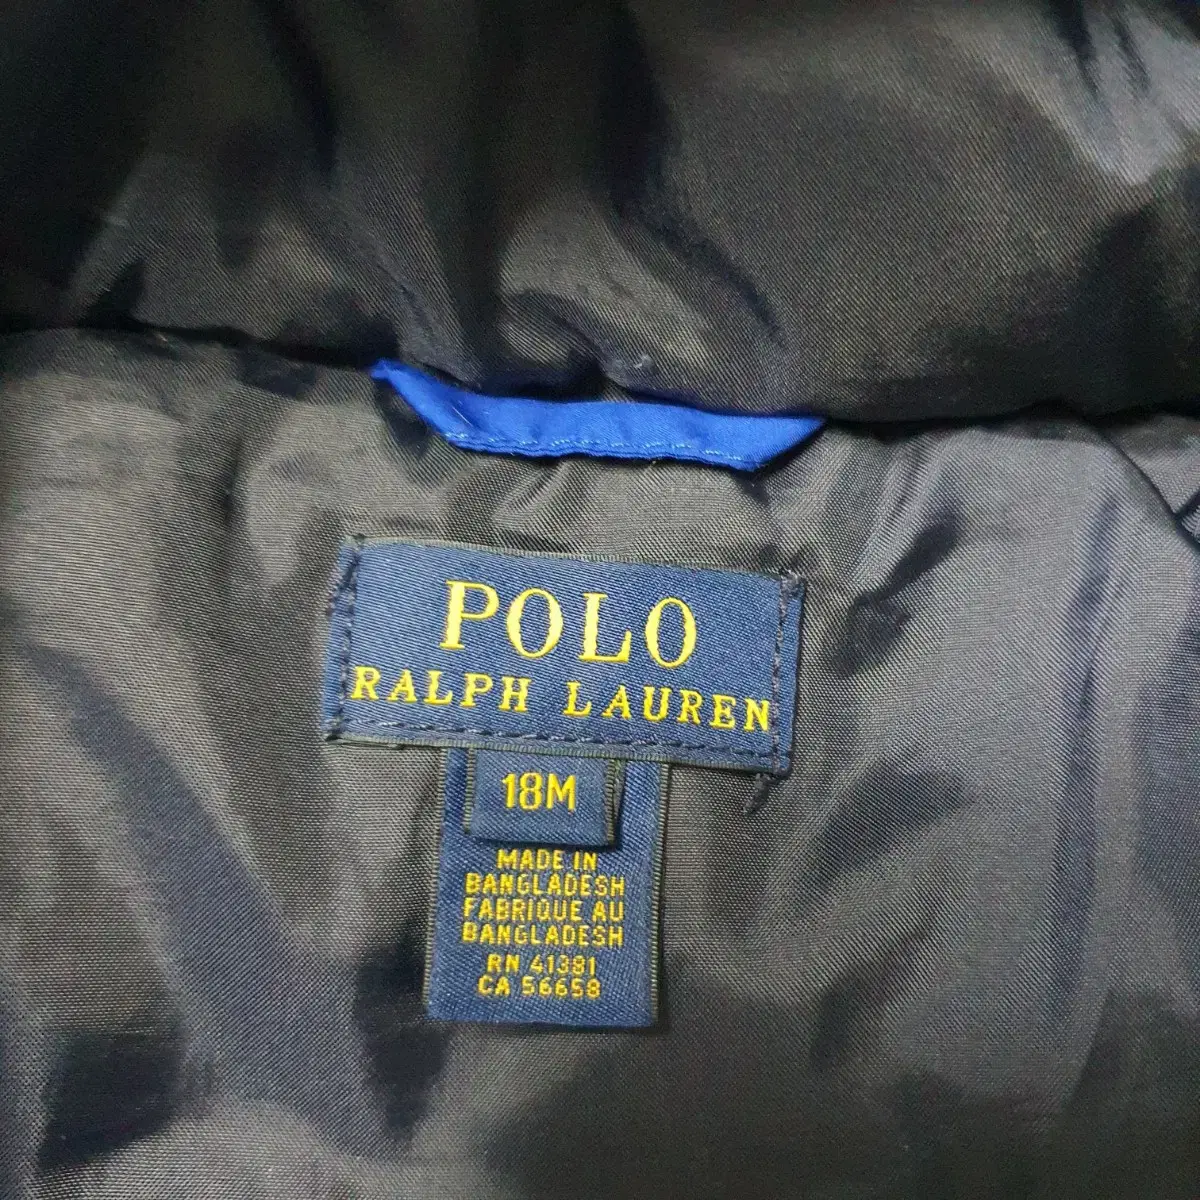 POLO
RALPH LAUREN
18M
MADE IN
BANGLADESH
FABRIQUE AU
BANGLADESH
RN 41381
CA 56658